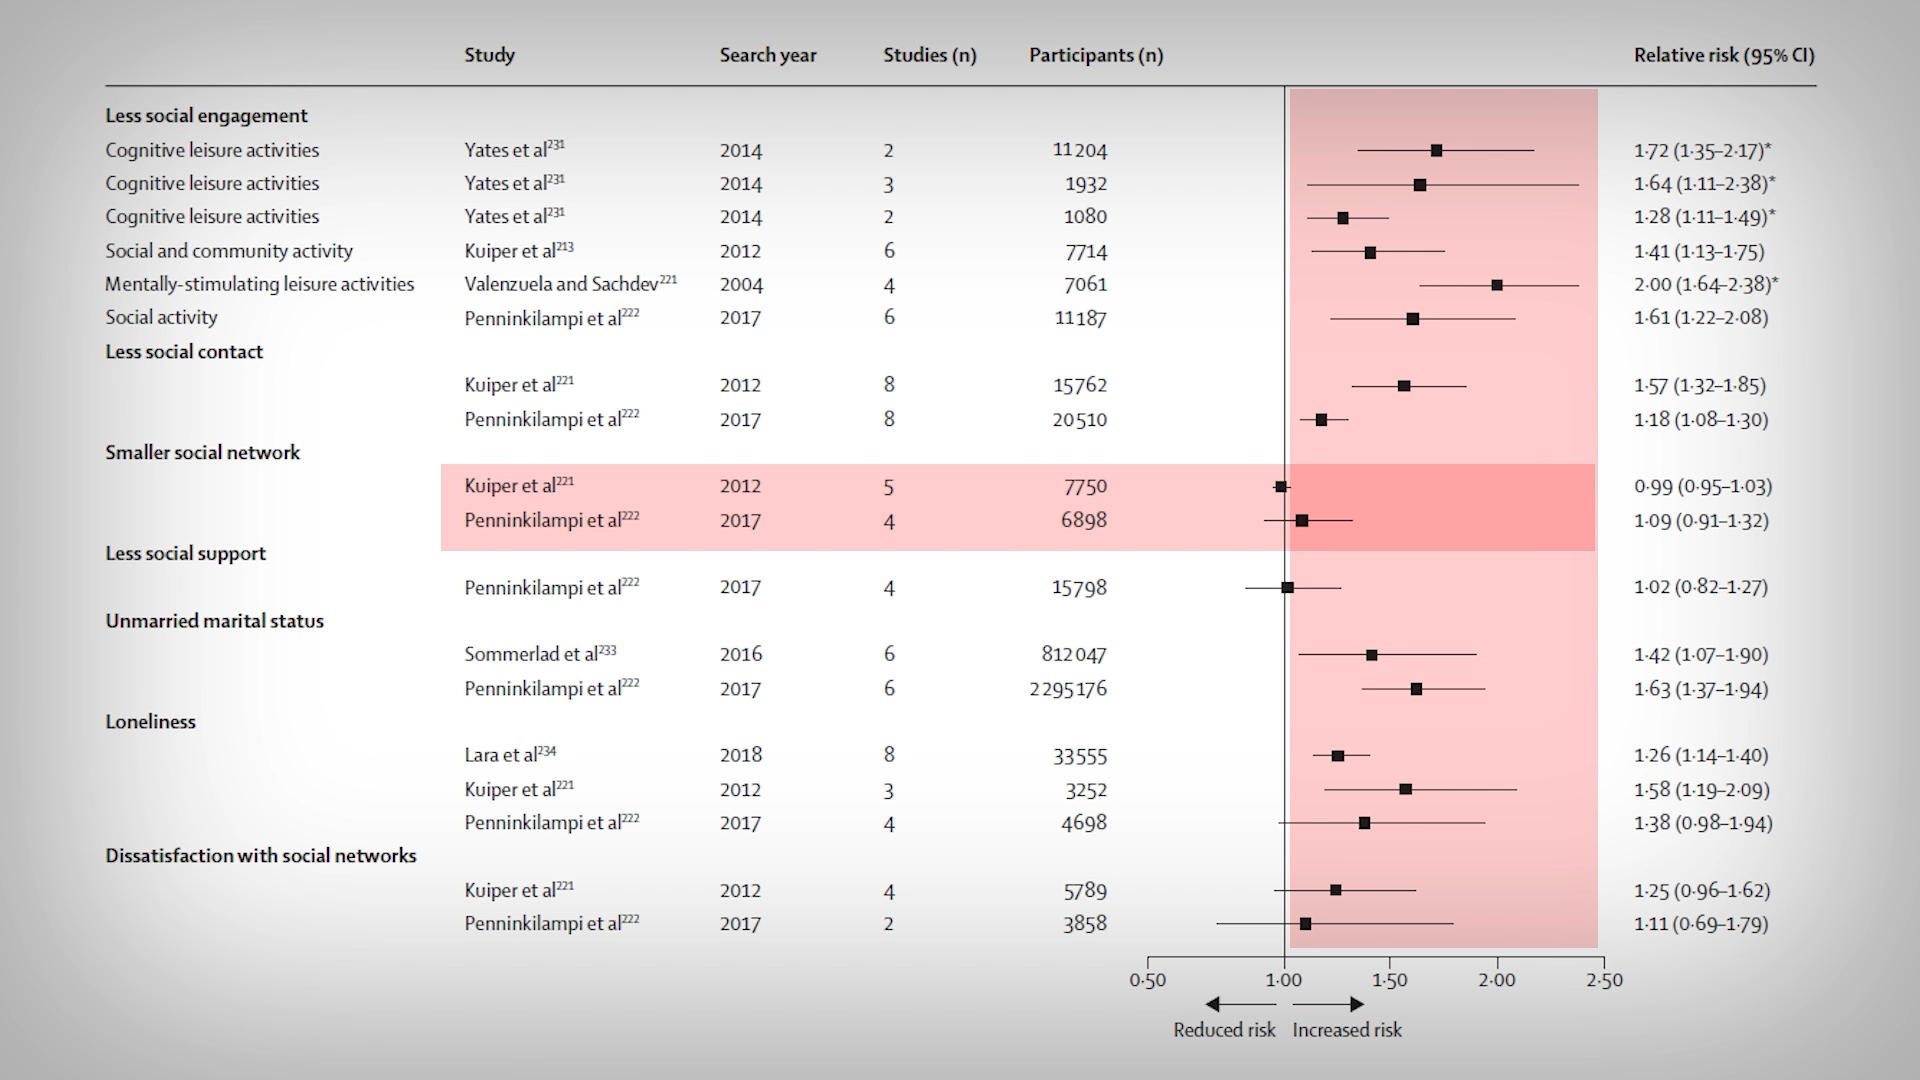 Study Search year Studies (n) Participants (n) Relative risk (95% CI)
Less social engagement
Cognitive leisure activities Yates et al231 2014 2 11204 1·72 (1·35–2·17)*
Cognitive leisure activities Yates et al231 2014 3 1932 1·64 (1·11–2·38)*
Cognitive leisure activities Yates et al231 2014 2 1080 1·28 (1·11–1·49)*
Social and community activity Kuiper et al213 2012 6 7714 1·41 (1·13–1·75)
Mentally-stimulating leisure activities Valenzuela and Sachdev221 2004 4 7061 2·00 (1·64–2·38)*
Social activity Penninkilampi et al222 2017 6 11187 1·61 (1·22–2·08)
Less social contact
Kuiper et al221 2012 8 15762 1·57 (1·32–1·85)
Penninkilampi et al222 2017 8 20510 1·18 (1·08–1·30)
Smaller social network
Kuiper et al221 2012 5 7750 0·99 (0·95–1·03)
Penninkilampi et al222 2017 4 6898 1·09 (0·91–1·32)
Less social support
Penninkilampi et al222 2017 4 15798 1·02 (0·82–1·27)
Unmarried marital status
Sommerlad et al233 2016 6 812047 1·42 (1·07–1·90)
Penninkilampi et al222 2017 6 2295176 1·63 (1·37–1·94)
Loneliness
Lara et al234 2018 8 33555 1·26 (1·14–1·40)
Kuiper et al221 2012 3 3252 1·58 (1·19–2·09)
Penninkilampi et al222 2017 4 4698 1·38 (0·98–1·94)
Dissatisfaction with social networks
Kuiper et al221 2012 4 5789 1·25 (0·96–1·62)
Penninkilampi et al222 2017 2 3858 1·11 (0·69–1·79)
0·50 1·00 1·50 2·00 2·50
Reduced risk Increased risk